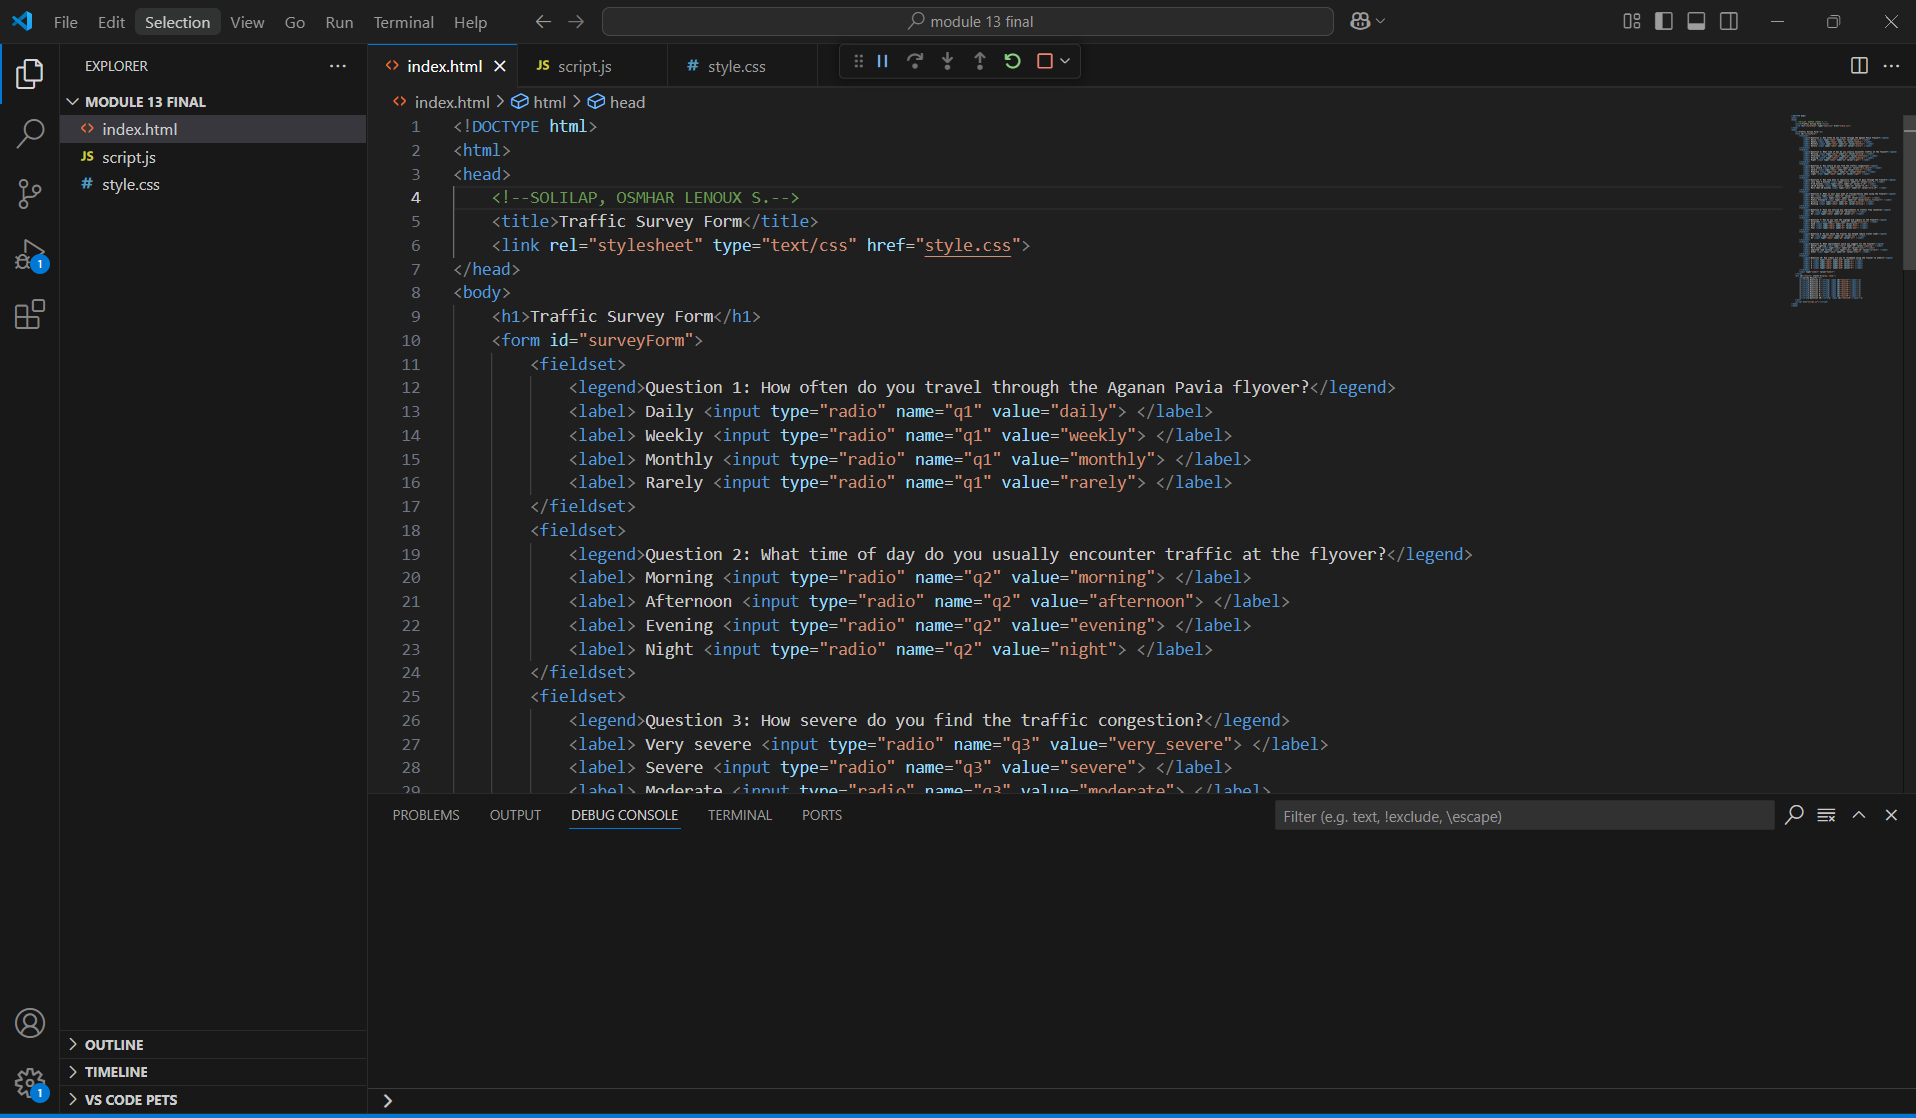 File Edit Selection View Go Run Terminal Help
module 13 final
EXPLORER
MODULE 13 FINAL
index.html
JS script.js
# style.css
OUTLINE
TIMELINE
VS CODE PETS
1
1
index.html
JS script.js
# style.css
index.html > html > head
1 <!DOCTYPE html>
2 <html>
3 <head>
4 <!--SOLILAP, OSMHAR LENOUX S.-->
5 <title>Traffic Survey Form</title>
6 <link rel="stylesheet" type="text/css" href="style.css">
7 </head>
8 <body>
9 <h1>Traffic Survey Form</h1>
10 <form id="surveyForm">
11 <fieldset>
12 <legend>Question 1: How often do you travel through the Aganan Pavia flyover?</legend>
13 <label> Daily <input type="radio" name="q1" value="daily"> </label>
14 <label> Weekly <input type="radio" name="q1" value="weekly"> </label>
15 <label> Monthly <input type="radio" name="q1" value="monthly"> </label>
16 <label> Rarely <input type="radio" name="q1" value="rarely"> </label>
17 </fieldset>
18 <fieldset>
19 <legend>Question 2: What time of day do you usually encounter traffic at the flyover?</legend>
20 <label> Morning <input type="radio" name="q2" value="morning"> </label>
21 <label> Afternoon <input type="radio" name="q2" value="afternoon"> </label>
22 <label> Evening <input type="radio" name="q2" value="evening"> </label>
23 <label> Night <input type="radio" name="q2" value="night"> </label>
24 </fieldset>
25 <fieldset>
26 <legend>Question 3: How severe do you find the traffic congestion?</legend>
27 <label> Very severe <input type="radio" name="q3" value="very_severe"> </label>
28 <label> Severe <input type="radio" name="q3" value="severe"> </label>
29 <label> Moderate <input type="radio" name="q3" value="moderate"> </label>
PROBLEMS OUTPUT DEBUG CONSOLE TERMINAL PORTS
Filter (e.g. text, !exclude, \escape)